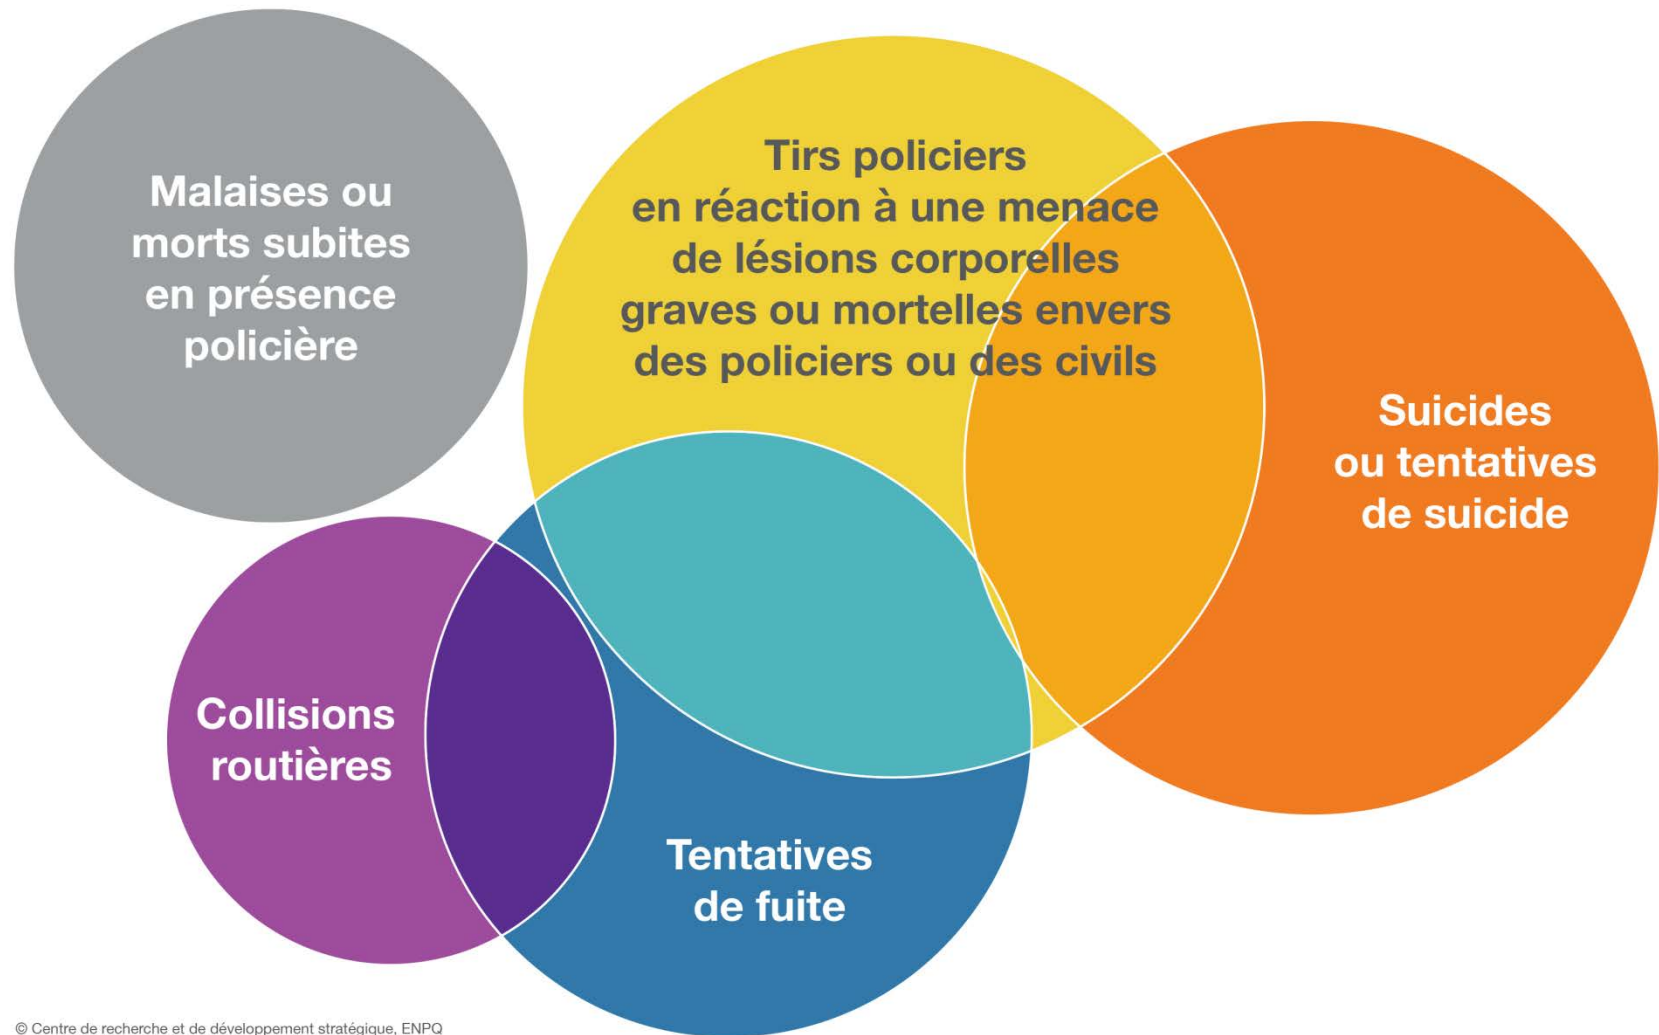 Malaises ou
morts subites
en présence
policière
Tirs policiers
en réaction à une menace
de lésions corporelles
graves ou mortelles envers
des policiers ou des civils
Suicides
ou tentatives
de suicide
Collisions
routières
Tentatives
de fuite
© Centre de recherche et de développement stratégique, ENPQ